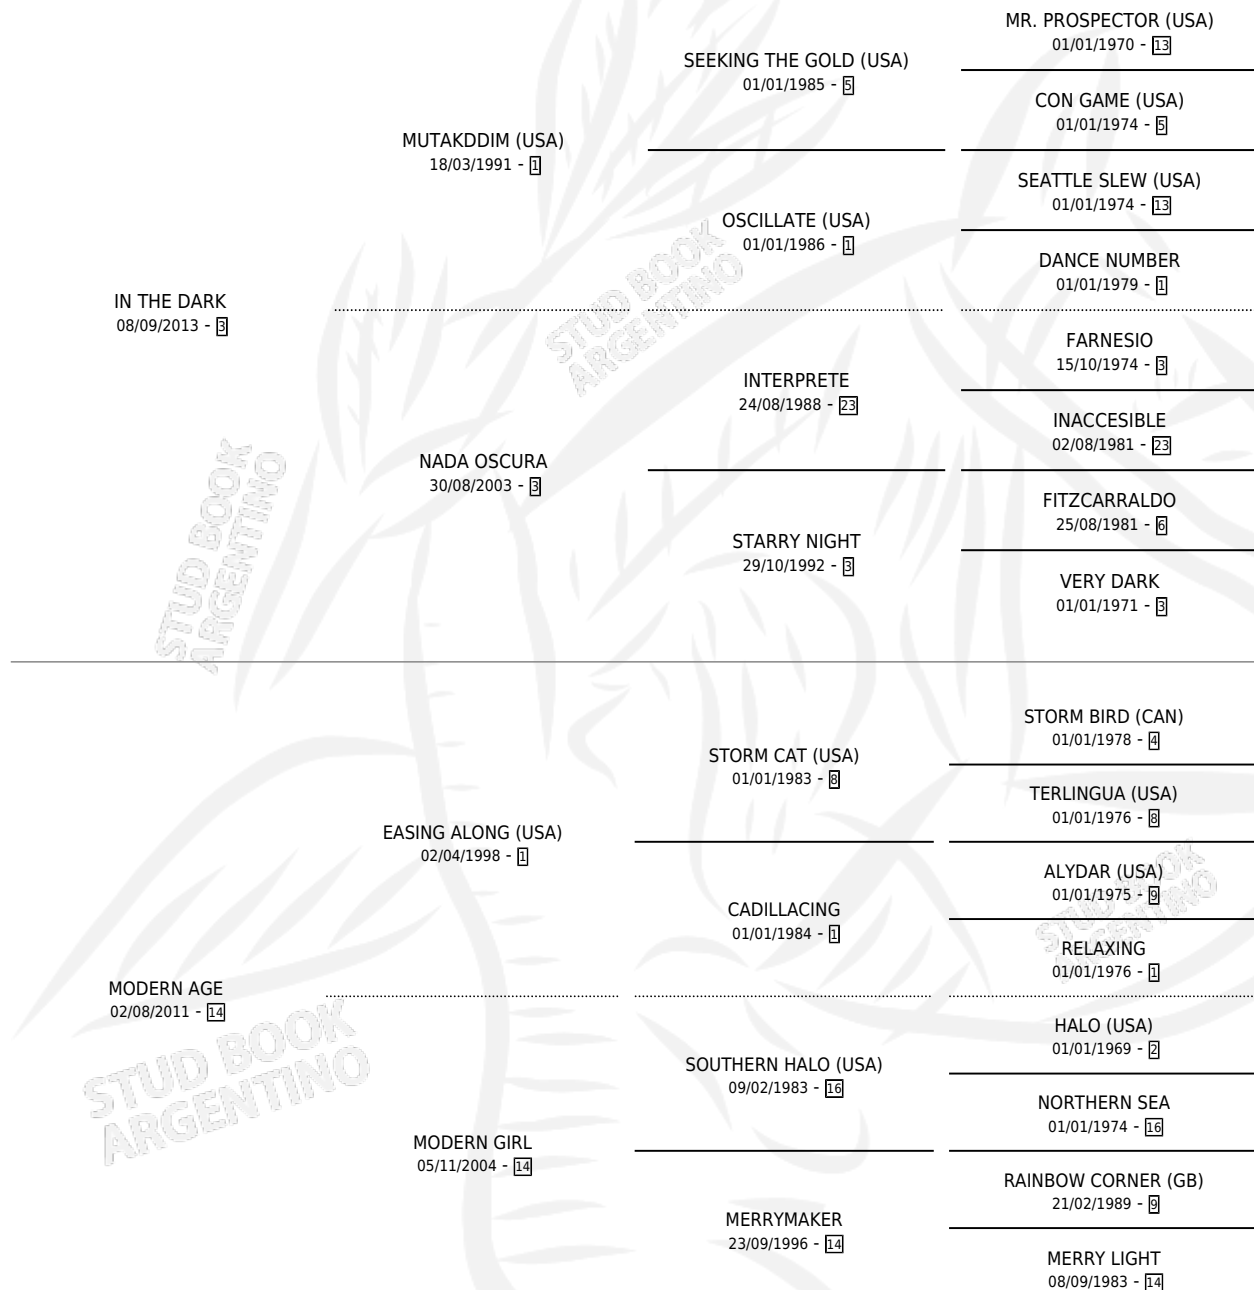 MR. PROSPECTOR (USA)
01/01/1970 - 13
SEEKING THE GOLD (USA)
01/01/1985 - 5
CON GAME (USA)
01/01/1974 - 5
MUTAKDDIM (USA)
18/03/1991 - 1
SEATTLE SLEW (USA)
01/01/1974 - 13
OSCILLATE (USA)
01/01/1986 - 1
DANCE NUMBER
01/01/1979 - 1
IN THE DARK
08/09/2013 - 3
FARNESIO
15/10/1974 - 3
INTERPRETE
24/08/1988 - 23
INACCESIBLE
02/08/1981 - 23
NADA OSCURA
30/08/2003 - 3
FITZCARRALDO
25/08/1981 - 6
STARRY NIGHT
29/10/1992 - 3
VERY DARK
01/01/1971 - 3
STORM BIRD (CAN)
01/01/1978 - 4
STORM CAT (USA)
01/01/1983 - 8
TERLINGUA (USA)
01/01/1976 - 8
EASING ALONG (USA)
02/04/1998 - 1
ALYDAR (USA)
01/01/1975 - 9
CADILLACING
01/01/1984 - 1
RELAXING
01/01/1976 - 1
MODERN AGE
02/08/2011 - 14
HALO (USA)
01/01/1969 - 2
SOUTHERN HALO (USA)
09/02/1983 - 16
NORTHERN SEA
01/01/1974 - 16
MODERN GIRL
05/11/2004 - 14
RAINBOW CORNER (GB)
21/02/1989 - 9
MERRYMAKER
23/09/1996 - 14
MERRY LIGHT
08/09/1983 - 14
STUD BOOK
ARGENTINO
STUD BOOK
ARGENTINO
STUD BOOK
ARGENTINO
STUD BOOK
ARGENTINO